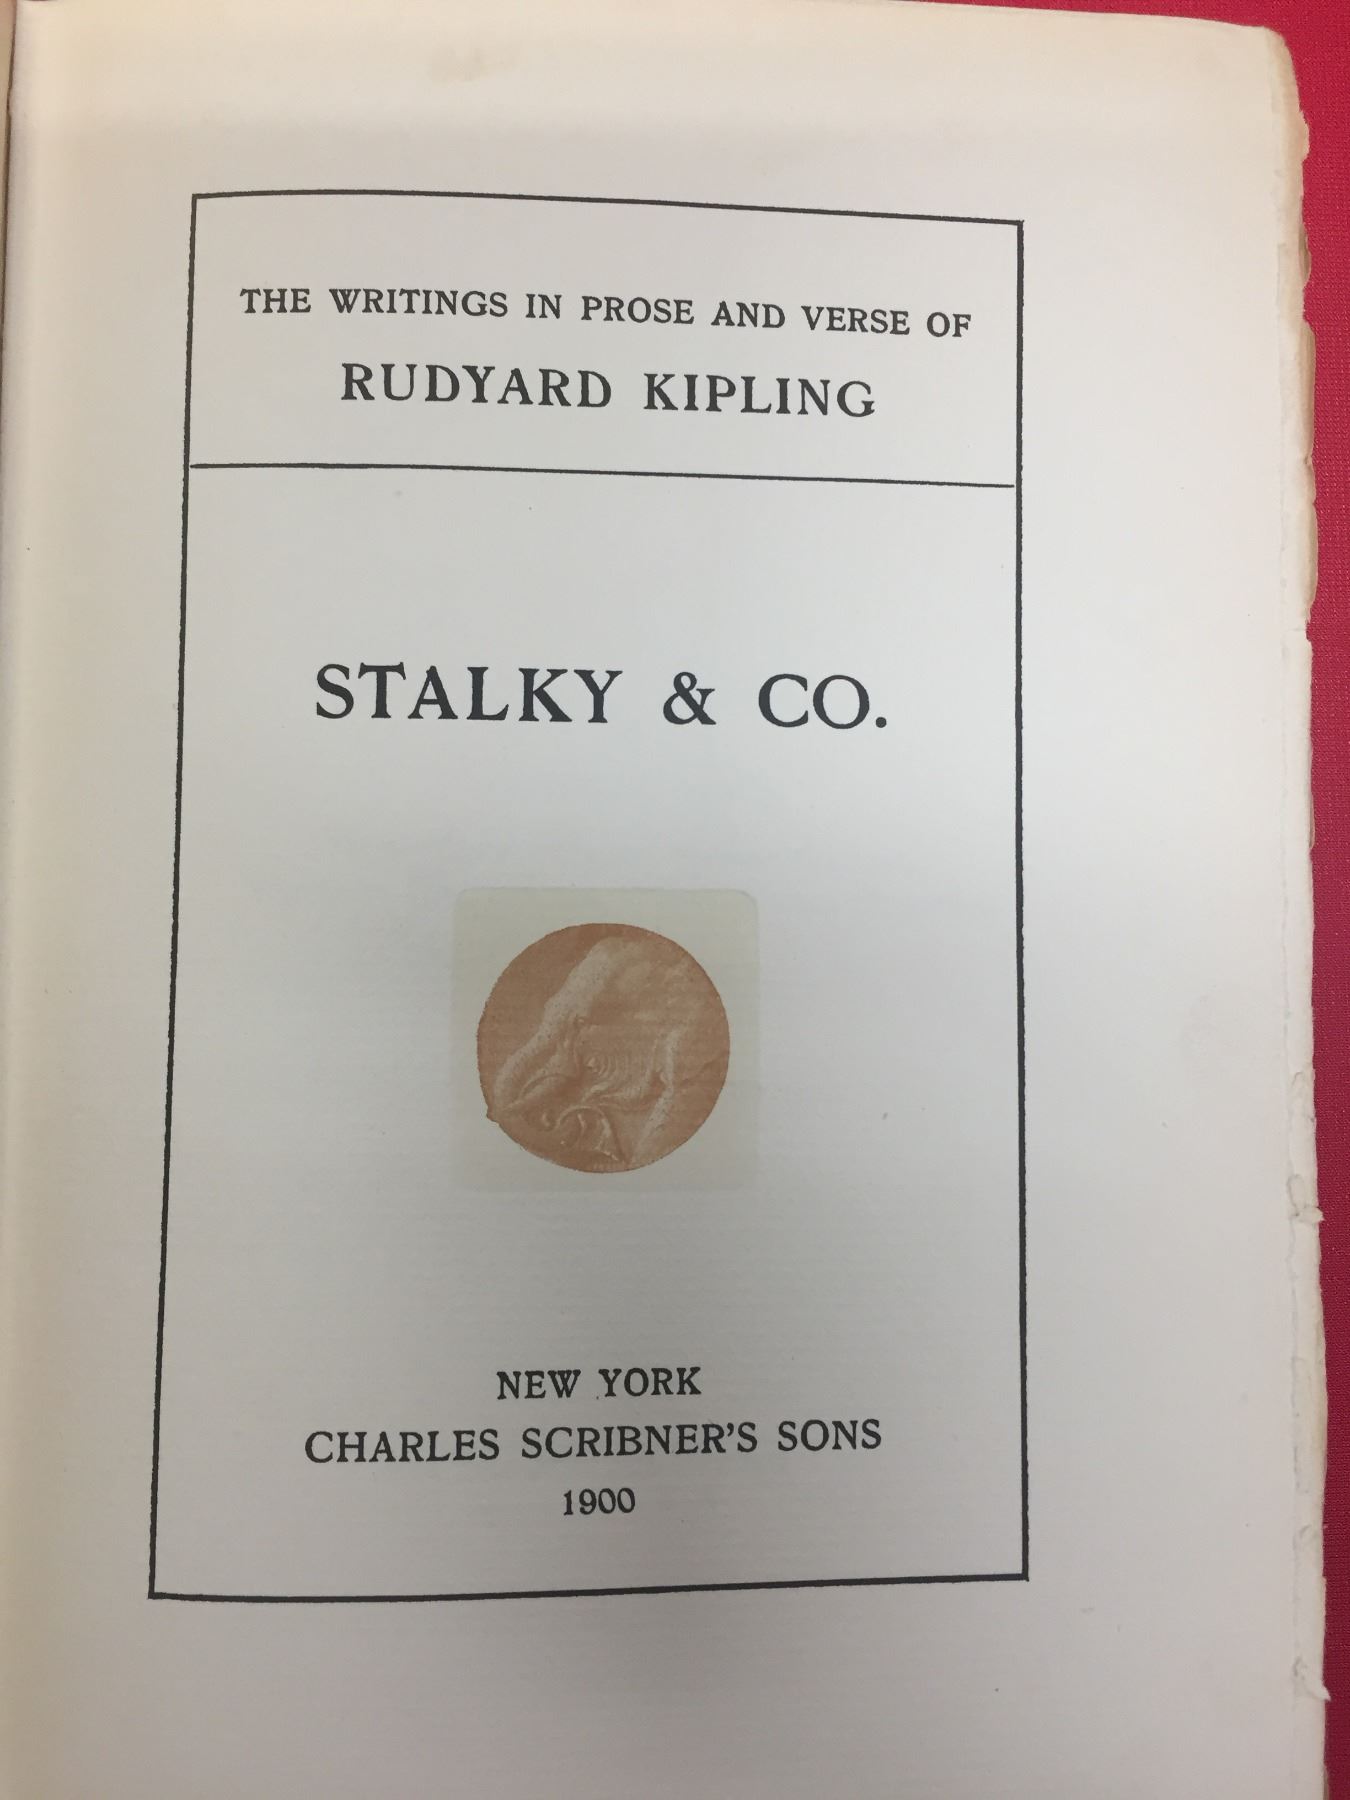 THE WRITINGS IN PROSE AND VERSE OF
RUDYARD KIPLING
STALKY & CO.
NEW YORK
CHARLES SCRIBNER'S SONS
1900